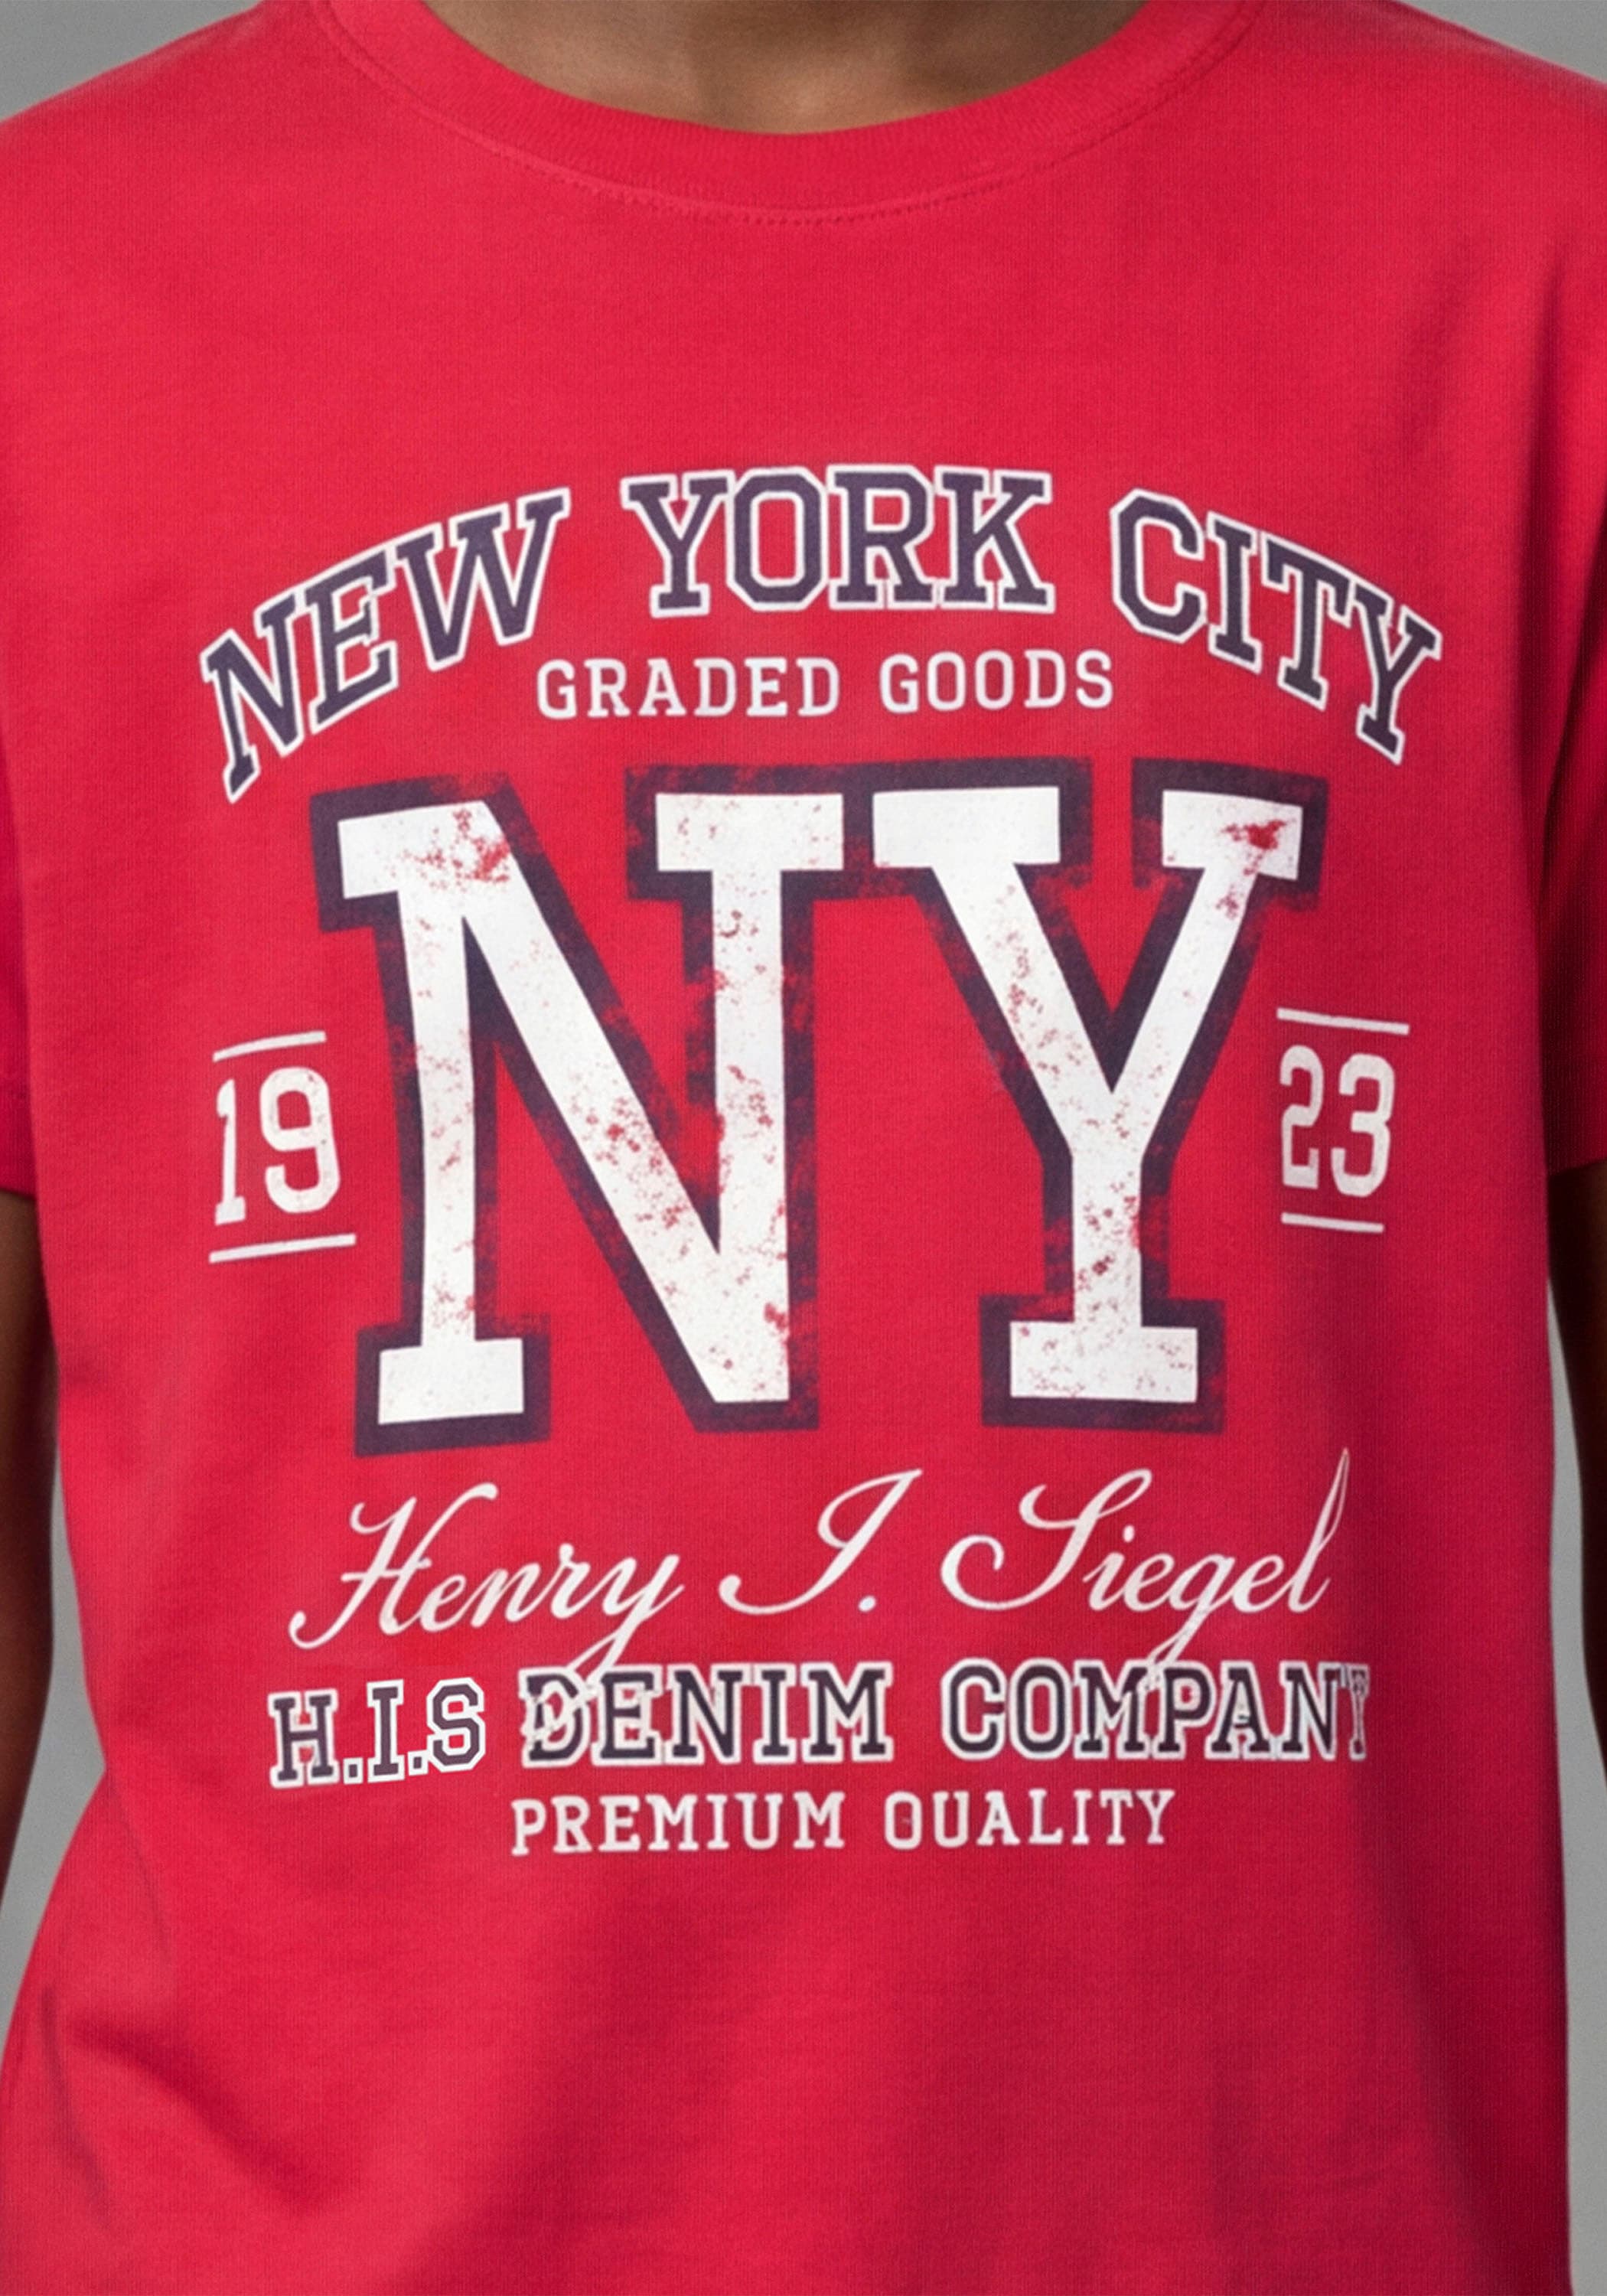 NEW YORK CITY
GRADED GOODS
NY
19 23
Henry I. Siegel
H.I.S DENIM COMPANY
PREMIUM QUALITY